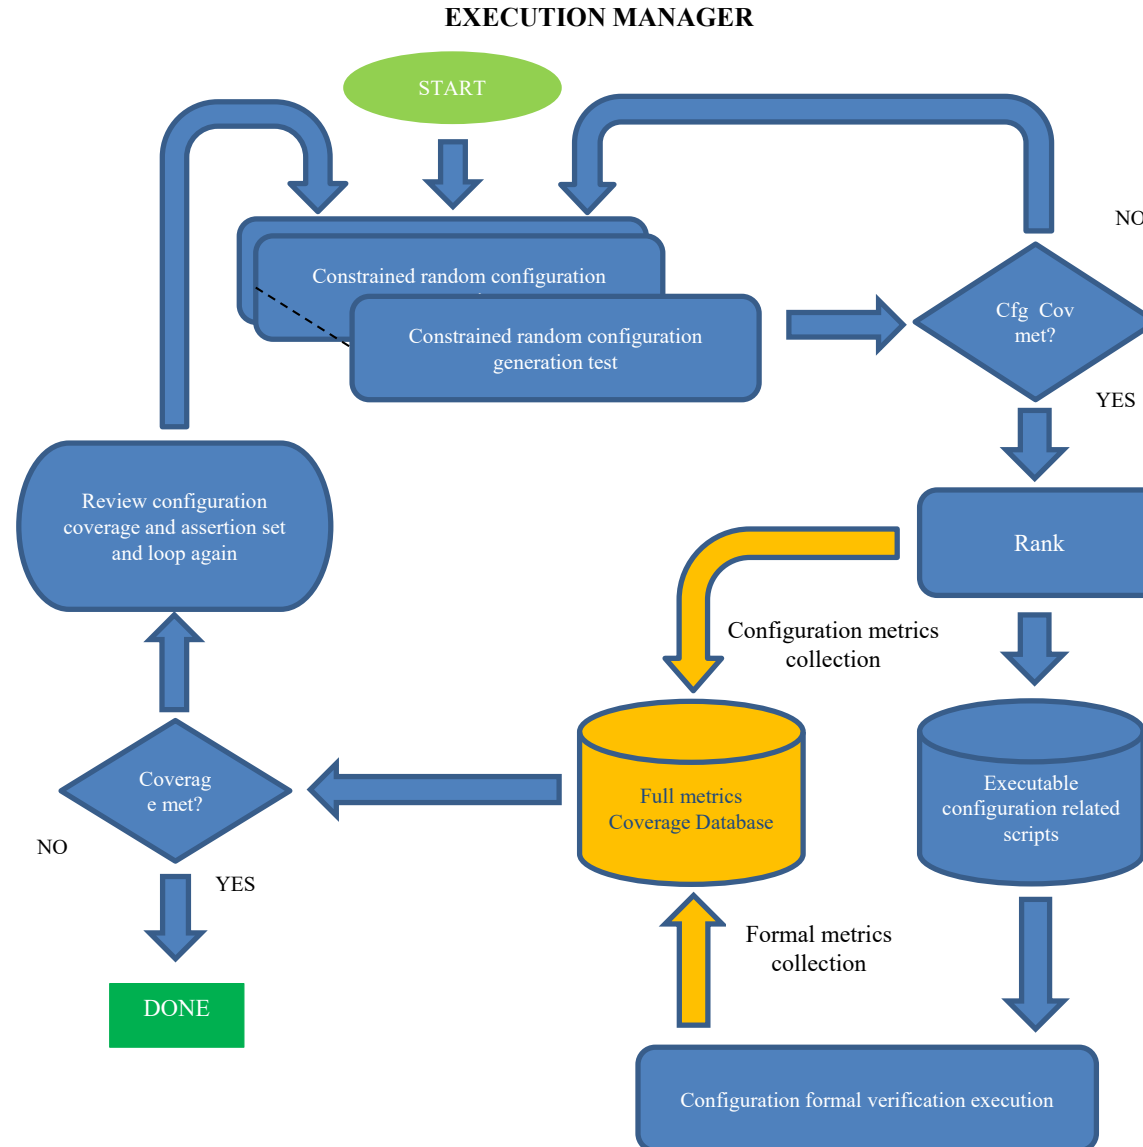 EXECUTION MANAGER
START
NO
Constrained random configuration
Constrained random configuration
generation test
Cfg Cov
met?
YES
Review configuration
coverage and assertion set
and loop again
Rank
Configuration metrics
collection
Coverag
e met?
Full metrics
Coverage Database
Executable
configuration related
scripts
NO
YES
Formal metrics
collection
DONE
Configuration formal verification execution